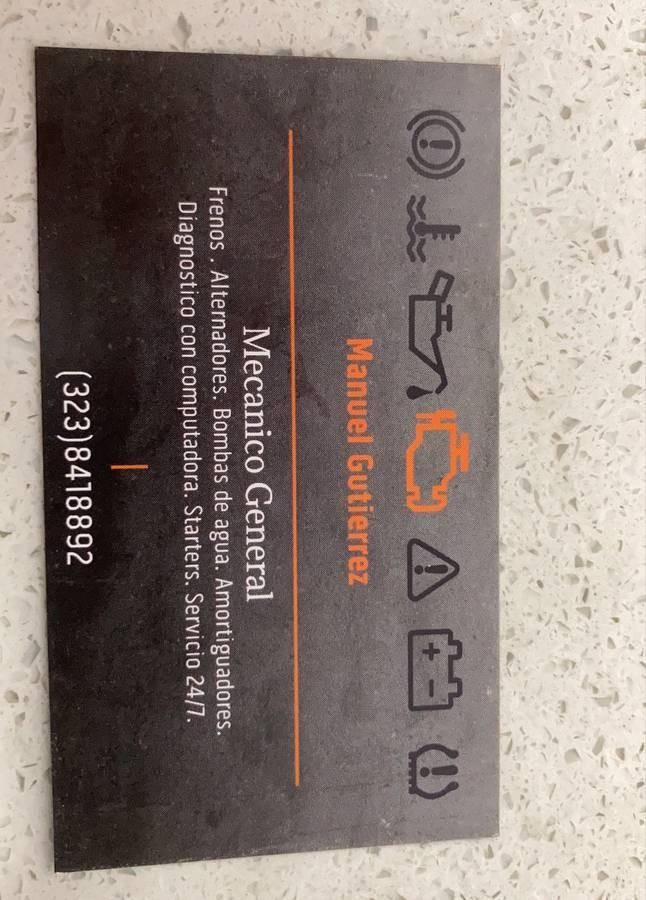 Manuel Gutierrez
Mecanico General
Frenos . Alternadores. Bombas de agua. Amortiguadores.
Diagnostico con computadora. Starters. Servicio 24/7.
(323)8418892